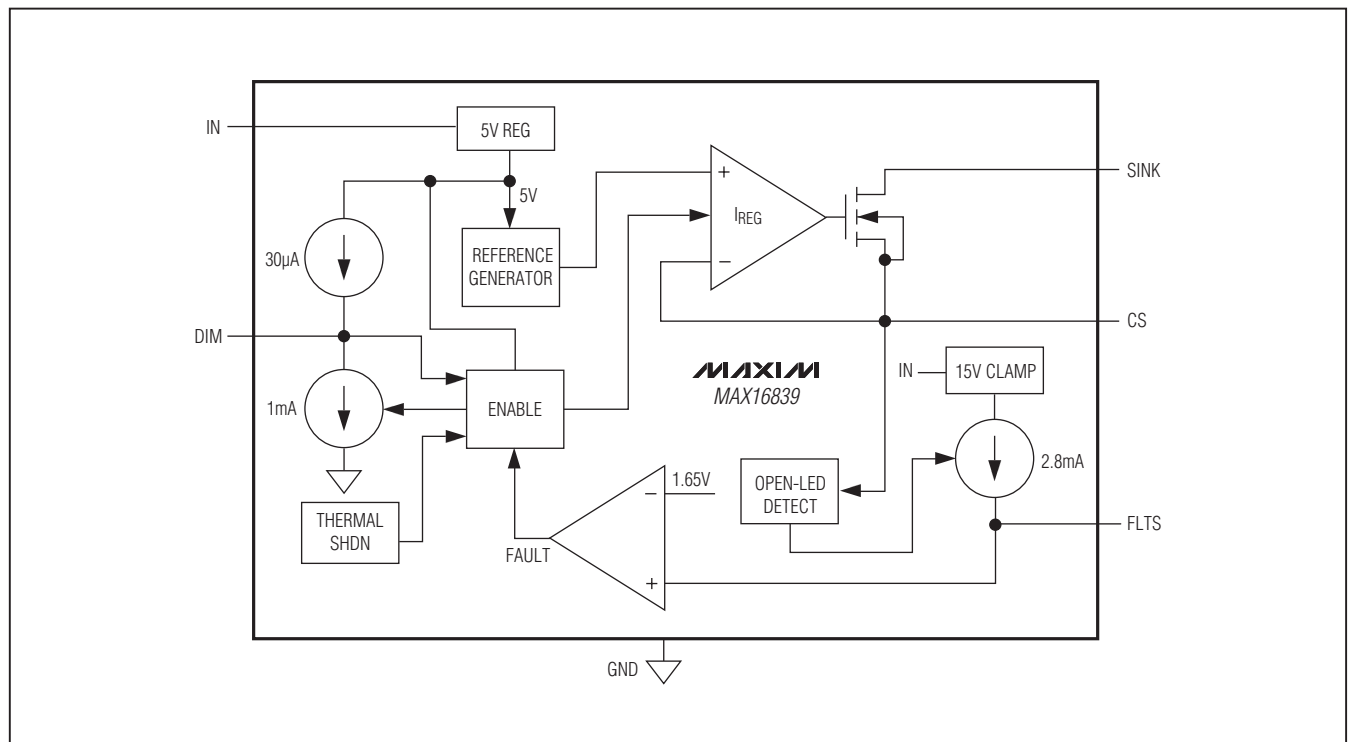 IN
5V REG
5V
SINK
IREG
+
−
REFERENCE
GENERATOR
30µA
DIM
CS
MAXIM
MAX16839
IN
15V CLAMP
1mA
ENABLE
2.8mA
1.65V
−
OPEN-LED
DETECT
THERMAL
SHDN
FAULT
+
FLTS
GND